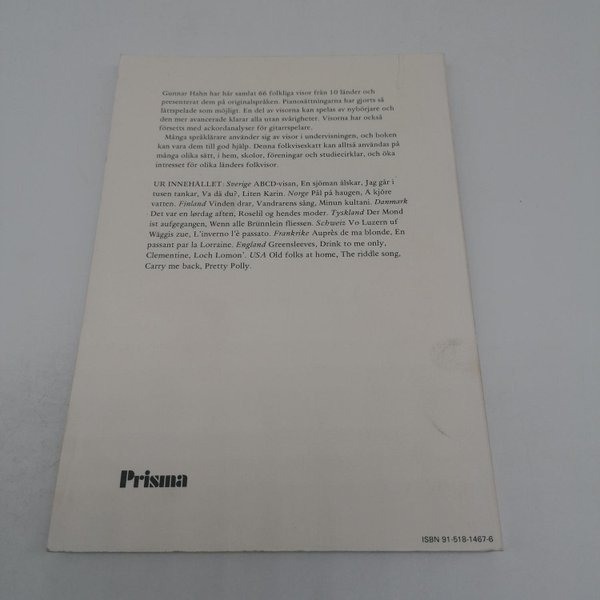 Gunnar Hahn har här samlat 66 folkliga visor från 10 länder och
presenterat dem på originalspråken. Pianosättningarna har gjorts så
lättspelade som möjligt. En del av visorna kan spelas av nybörjare och
den mer avancerade klarar alla utan svårigheter. Visorna har också
försetts med ackordanalyser för gitarrspelare.
Många språklärare använder sig av visor i undervisningen, och boken
kan vara dem till god hjälp. Denna folkviseskatt kan alltså användas på
många olika sätt, i hem, skolor, föreningar och studiecirklar, och öka
intresset för olika länders folkvisor.
UR INNEHÅLLET: Sverige ABCD-visan, En sjöman älskar, Jag går i
tusen tankar, Va då du?, Liten Karin. Norge Pål på haugen, Å kjöre
vatten. Finland Vinden drar, Vandrarens sång, Minun kultani. Danmark
Det var en lørdag aften, Roselil og hendes moder. Tyskland Der Mond
ist aufgegangen, Wenn alle Brünnlein fliessen. Schweiz Vo Luzern uf
Wäggis zue, L'inverno l'è passato. Frankrike Auprès de ma blonde, En
passant par la Lorraine. England Greensleeves, Drink to me only,
Clementine, Loch Lomon'. USA Old folks at home, The riddle song,
Carry me back, Pretty Polly.
Prisma
ISBN 91-518-1467-6